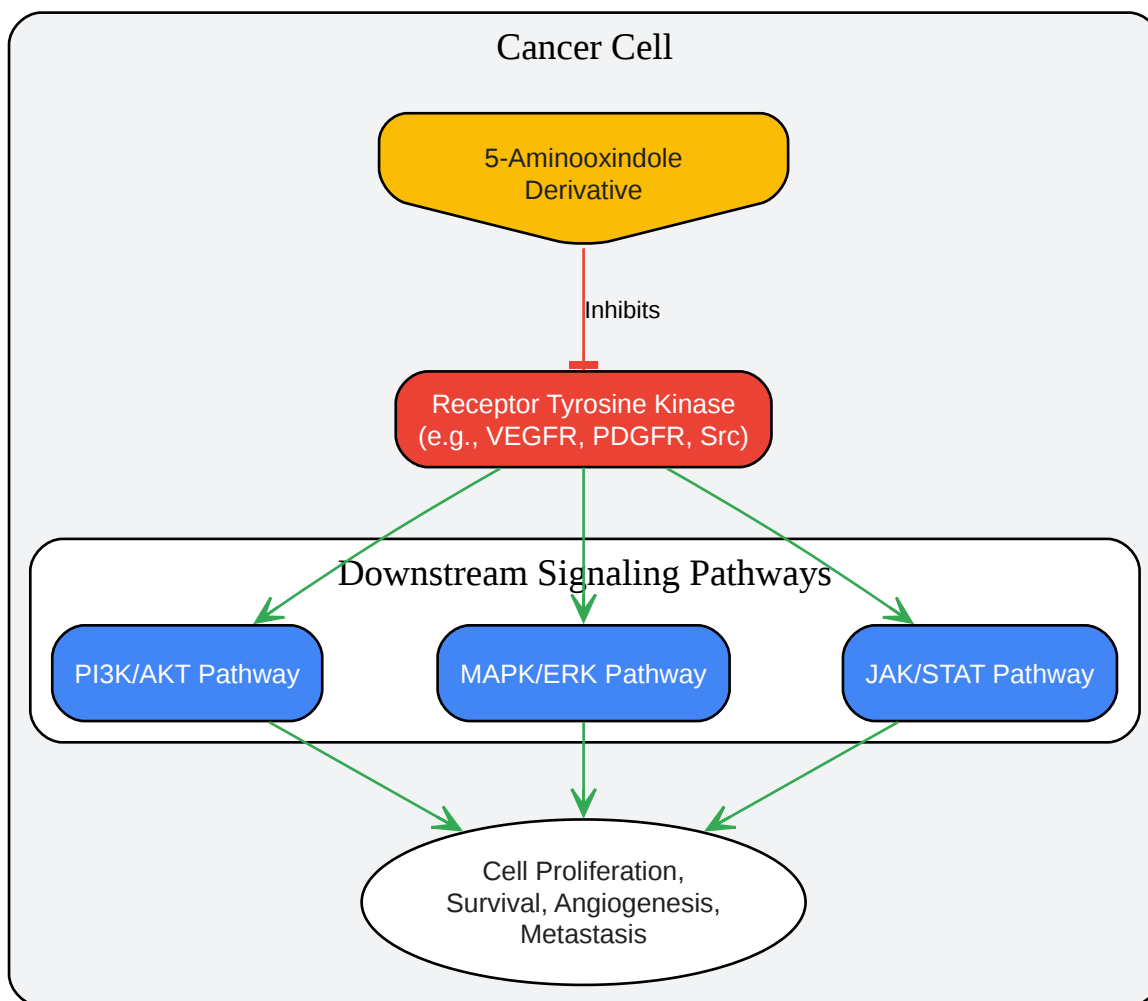 Cancer Cell
5-Aminooxindole
Derivative
Inhibits
Receptor Tyrosine Kinase
(e.g., VEGFR, PDGFR, Src)
Downstream Signaling Pathways
PI3K/AKT Pathway
MAPK/ERK Pathway
JAK/STAT Pathway
Cell Proliferation,
Survival, Angiogenesis,
Metastasis